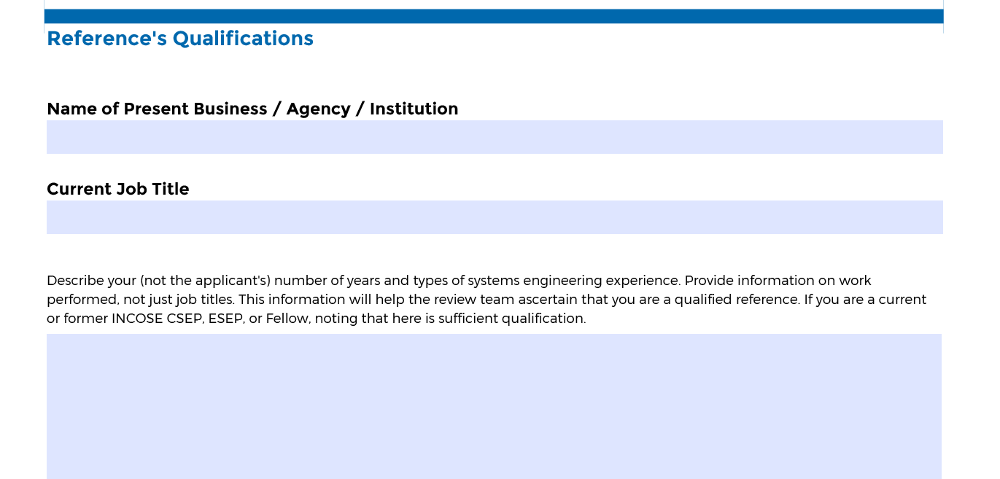 Reference's Qualifications
Name of Present Business / Agency / Institution
Current Job Title
Describe your (not the applicant's) number of years and types of systems engineering experience. Provide information on work
performed, not just job titles. This information will help the review team ascertain that you are a qualified reference. If you are a current
or former INCOSE CSEP, ESEP, or Fellow, noting that here is sufficient qualification.